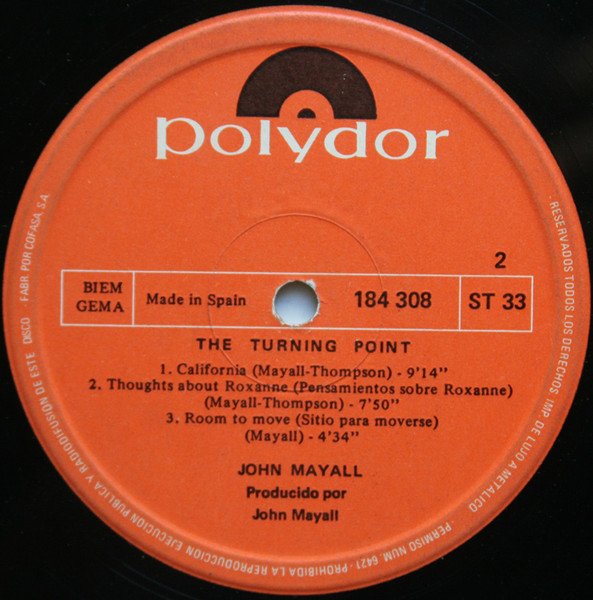 polydor
BIEM
GEMA
Made in Spain
184 308
2
ST 33
THE TURNING POINT
1. California (Mayall-Thompson) - 9'14"
2. Thoughts about Roxanne (Pensamientos sobre Roxanne)
(Mayall-Thompson) - 7'50"
3. Room to move (Sitio para moverse)
(Mayall) - 4'34"
JOHN MAYALL
Producido por
John Mayall
FABR. POR COFASA, S.A.
· RESERVADOS TODOS LOS DERECHOS IMP. DE LUJO A METALICO
PERMISO NUM. 6421 · PROHIBIDA LA REPRODUCCION EJECUCION PUBLICA Y RADIODIFUSION DE ESTE DISCO